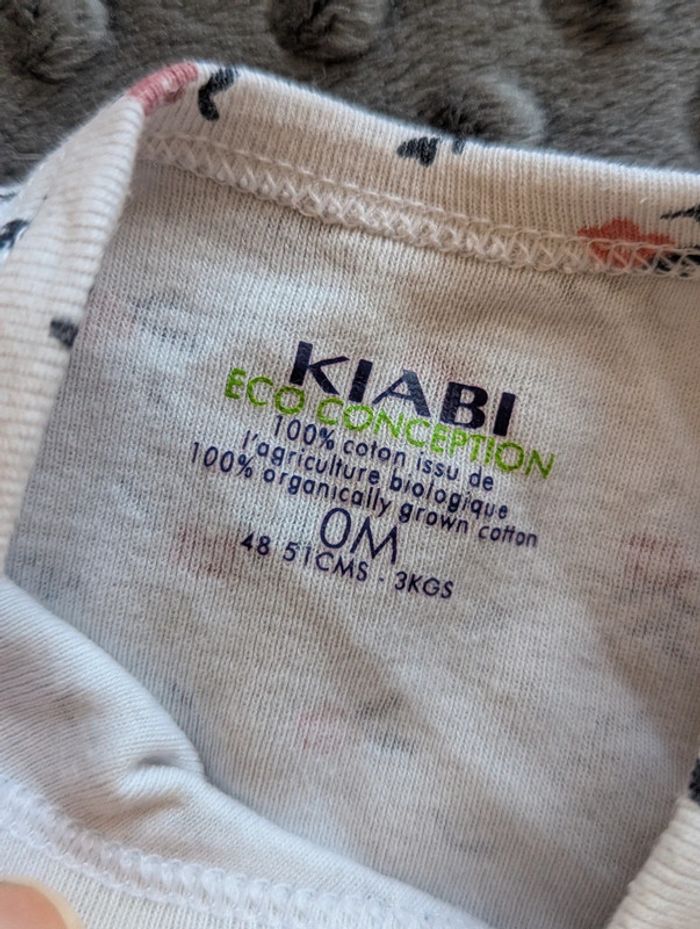 KIABI
ECO CONCEPTION
100% coton issu de
l'agriculture biologique
100% organically grown cotton
0M
48 51CMS - 3KGS